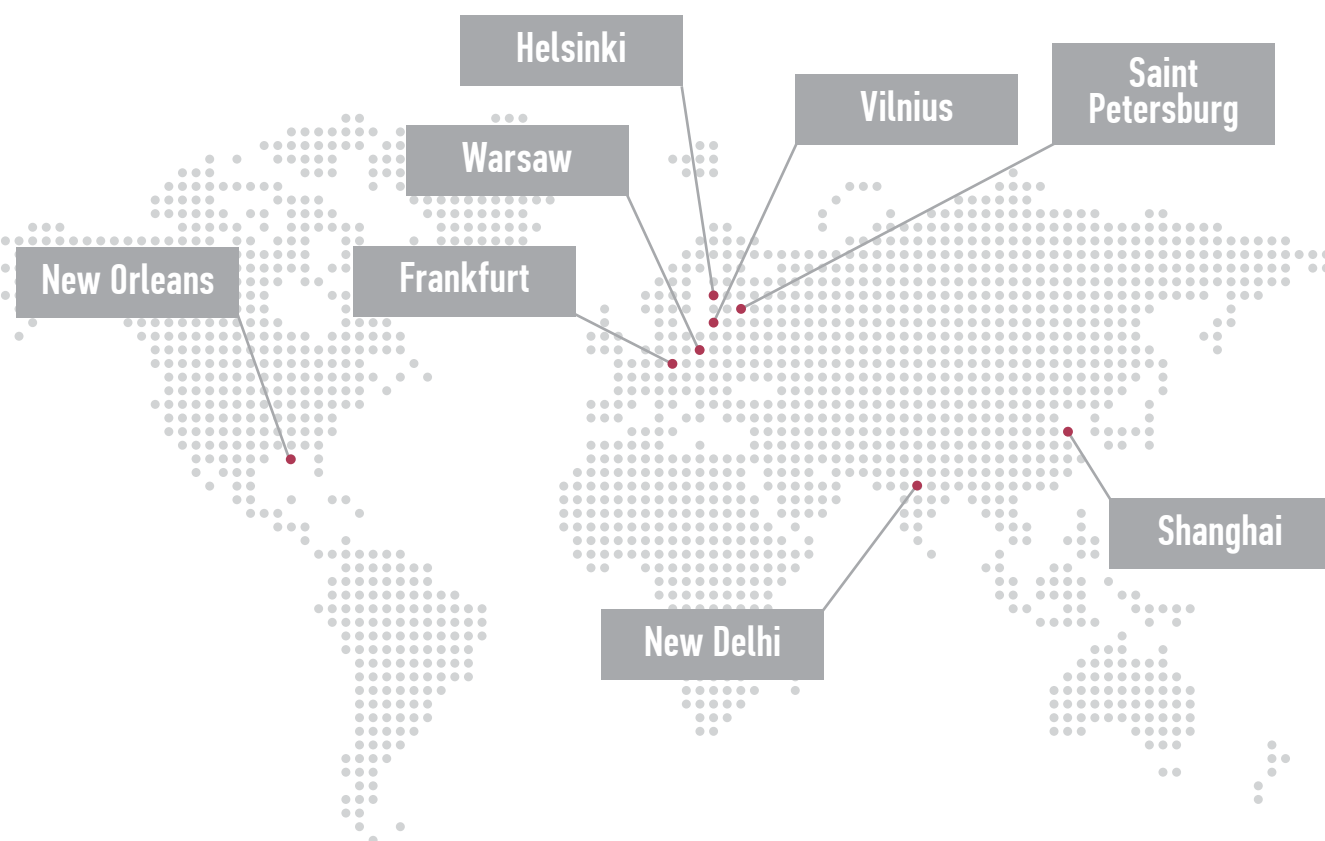 Helsinki
Saint
Petersburg
Vilnius
Warsaw
New Orleans
Frankfurt
Shanghai
New Delhi